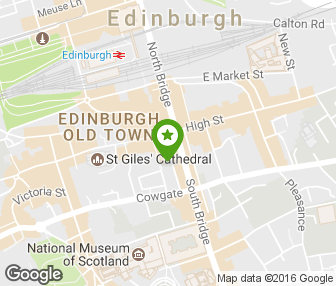 Meuse Ln
Edinburgh
Calton Rd
Edinburgh
North Bridge
New St
E Market St
EDINBURGH
OLD TOWN
High St
St Giles' Cathedral
Victoria St
Cowgate
South Bridge
Pleasance
National Museum
of Scotland
Google
Map data ©2016 Google